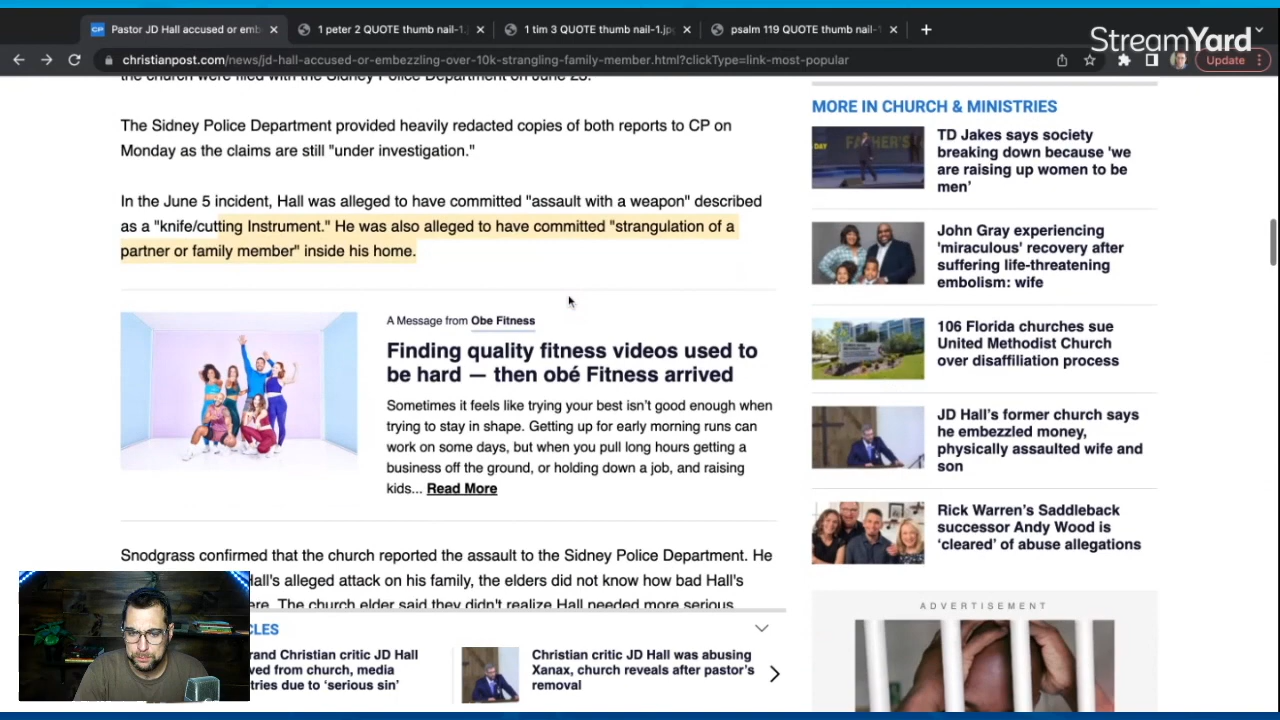 Pastor JD Hall accused or emb
1 peter 2 QUOTE thumb nail-1.j
1 tim 3 QUOTE thumb nail-1.jpg
psalm 119 QUOTE thumb nail-1
StreamYard
christianpost.com/news/jd-hall-accused-or-embezzling-over-10k-strangling-family-member.html?clickType=link-most-popular
Update
the church were filed with the Sidney Police Department on June 23.
The Sidney Police Department provided heavily redacted copies of both reports to CP on
Monday as the claims are still "under investigation."
In the June 5 incident, Hall was alleged to have committed "assault with a weapon" described
as a "knife/cutting Instrument." He was also alleged to have committed "strangulation of a
partner or family member" inside his home.
A Message from Obe Fitness
Finding quality fitness videos used to
be hard — then obé Fitness arrived
Sometimes it feels like trying your best isn't good enough when
trying to stay in shape. Getting up for early morning runs can
work on some days, but when you pull long hours getting a
business off the ground, or holding down a job, and raising
kids... Read More
Snodgrass confirmed that the church reported the assault to the Sidney Police Department. He
Hall's alleged attack on his family, the elders did not know how bad Hall's
ere. The church elder said they didn't realize Hall needed more serious
CLES
rand Christian critic JD Hall
ved from church, media
tries due to 'serious sin'
Christian critic JD Hall was abusing
Xanax, church reveals after pastor's
removal
MORE IN CHURCH & MINISTRIES
DAY
FATHER'S
TD Jakes says society
breaking down because 'we
are raising up women to be
men'
John Gray experiencing
'miraculous' recovery after
suffering life-threatening
embolism: wife
106 Florida churches sue
United Methodist Church
over disaffiliation process
JD Hall's former church says
he embezzled money,
physically assaulted wife and
son
Rick Warren's Saddleback
successor Andy Wood is
'cleared' of abuse allegations
ADVERTISEMENT